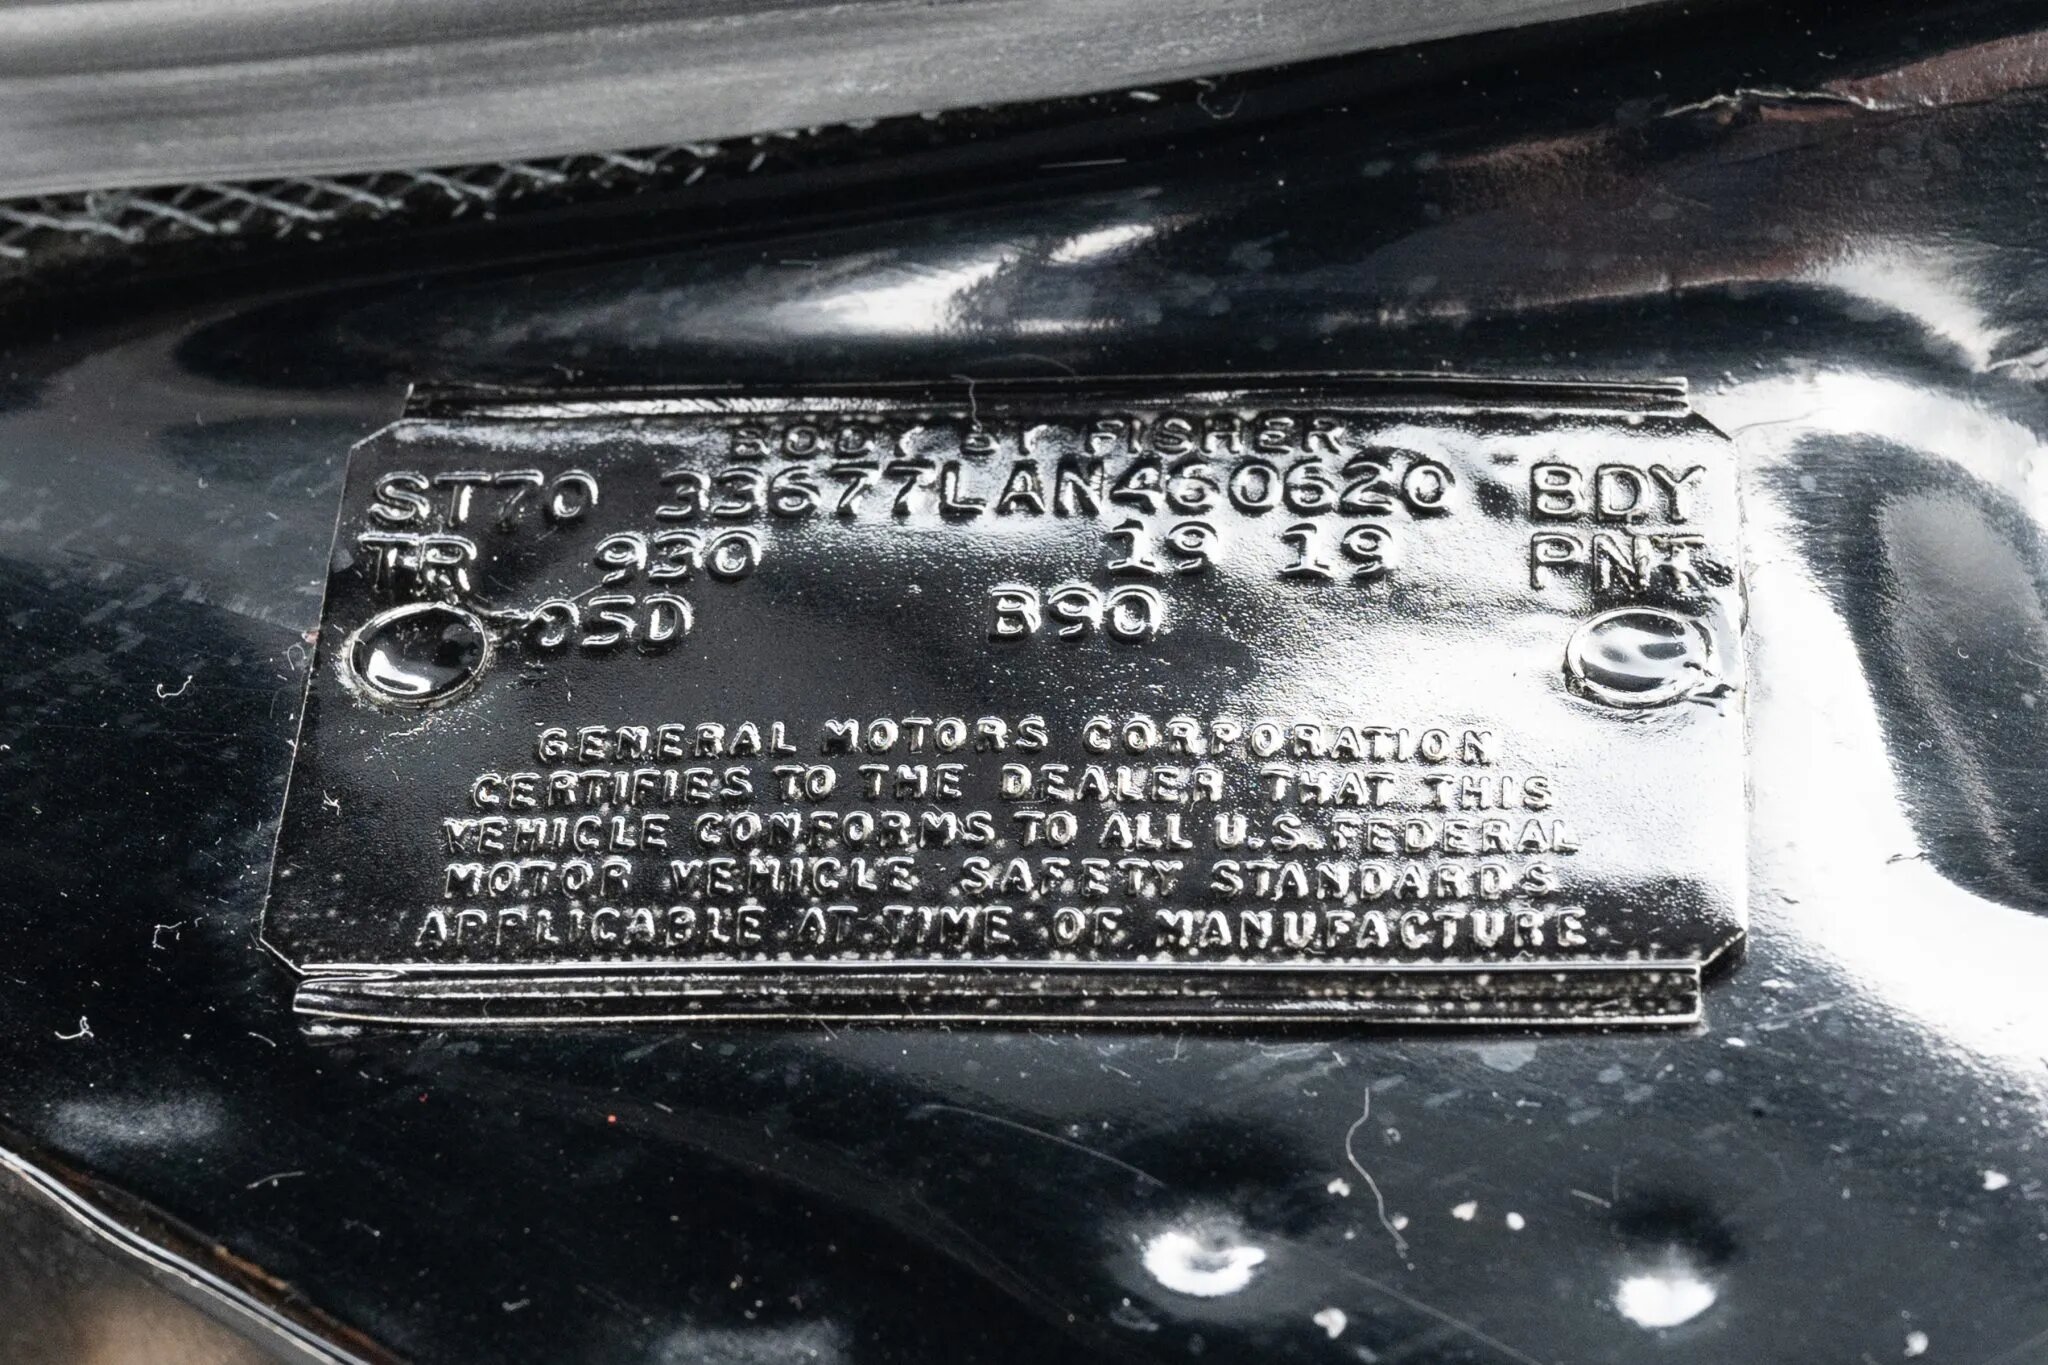 BODY BY FISHER
ST70 33677LAN460620 BDY
TR 930 19 19 PNT
05D B90
GENERAL MOTORS CORPORATION
CERTIFIES TO THE DEALER THAT THIS
VEHICLE CONFORMS TO ALL U.S. FEDERAL
MOTOR VEHICLE SAFETY STANDARDS
APPLICABLE AT TIME OF MANUFACTURE